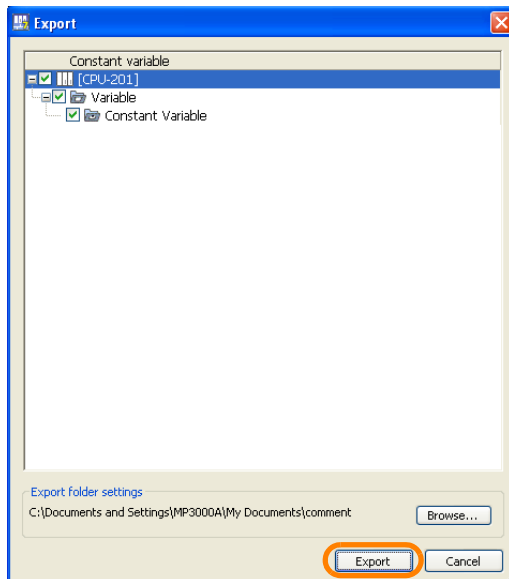 Export
Constant variable
[CPU-201]
Variable
Constant Variable
Export folder settings
C:\Documents and Settings\MP3000A\My Documents\comment
Browse...
Export
Cancel